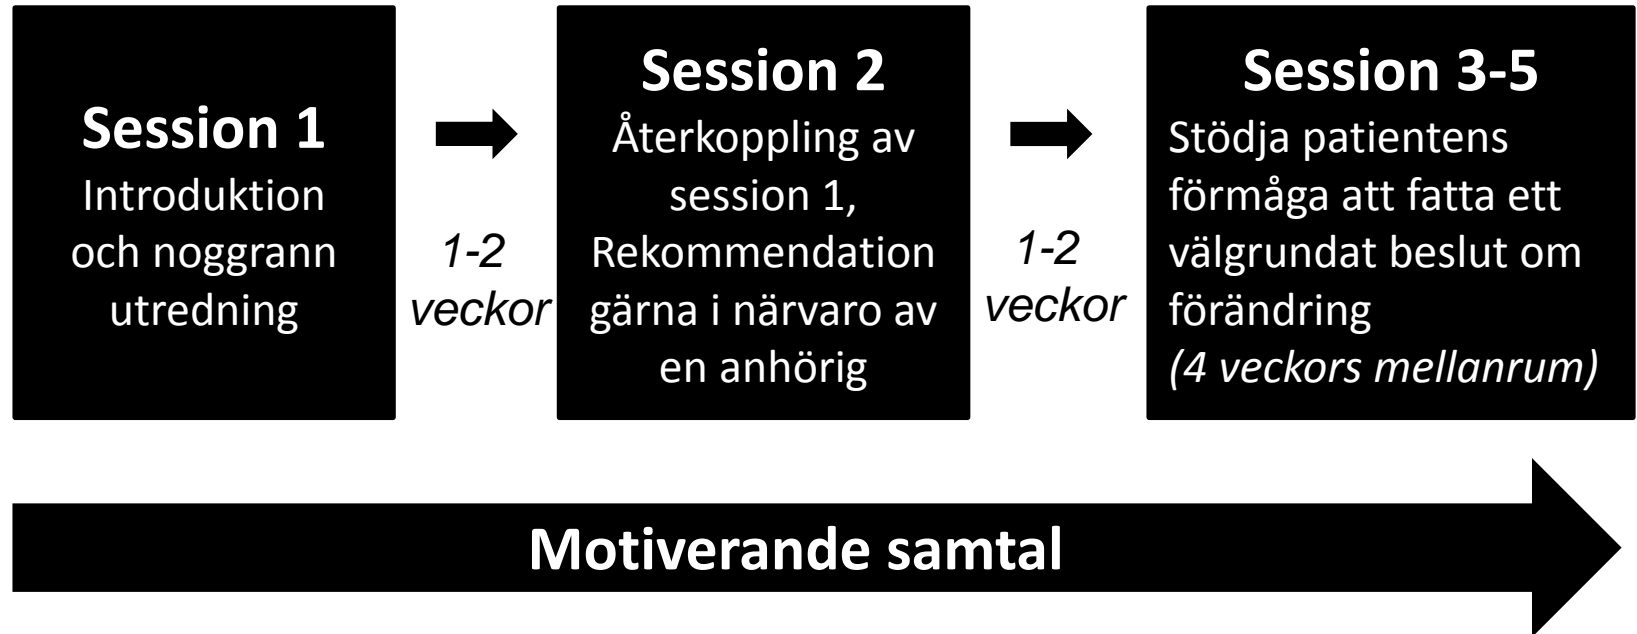 Session 1
Introduktion
och noggrann
utredning
1-2
veckor
Session 2
Återkoppling av
session 1,
Rekommendation
gärna i närvaro av
en anhörig
1-2
veckor
Session 3-5
Stödja patientens
förmåga att fatta ett
välgrundat beslut om
förändring
(4 veckors mellanrum)
Motiverande samtal